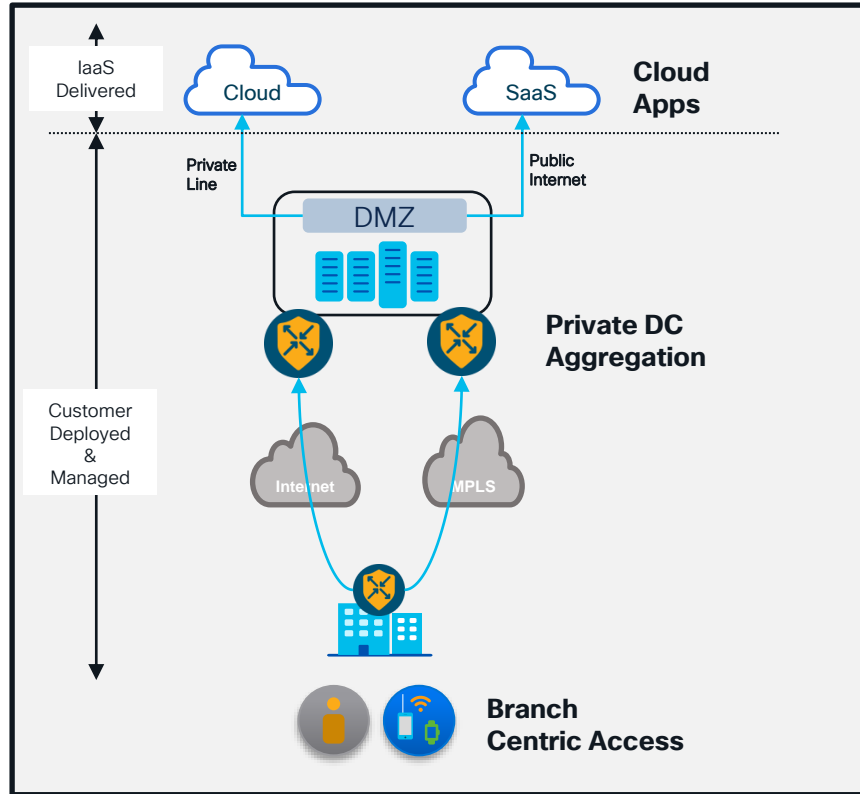 IaaS
Delivered
Cloud
SaaS
Cloud
Apps
Private
Line
Public
Internet
DMZ
Private DC
Aggregation
Customer
Deployed
&
Managed
Internet
MPLS
Branch
Centric Access